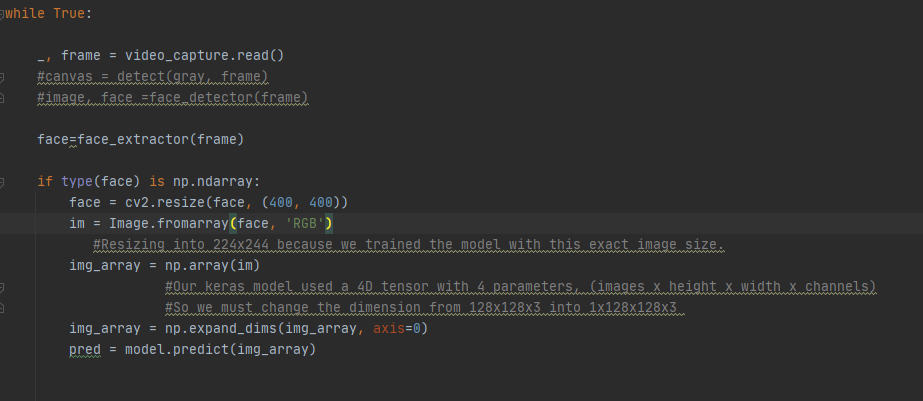 while True:
_, frame = video_capture.read()
#canvas = detect(gray, frame)
#image, face =face_detector(frame)
face=face_extractor(frame)
if type(face) is np.ndarray:
face = cv2.resize(face, (400, 400))
im = Image.fromarray(face, 'RGB')
#Resizing into 224x244 because we trained the model with this exact image size.
img_array = np.array(im)
#Our keras model used a 4D tensor with 4 parameters, (images x height x width x channels)
#So we must change the dimension from 128x128x3 into 1x128x128x3
img_array = np.expand_dims(img_array, axis=0)
pred = model.predict(img_array)